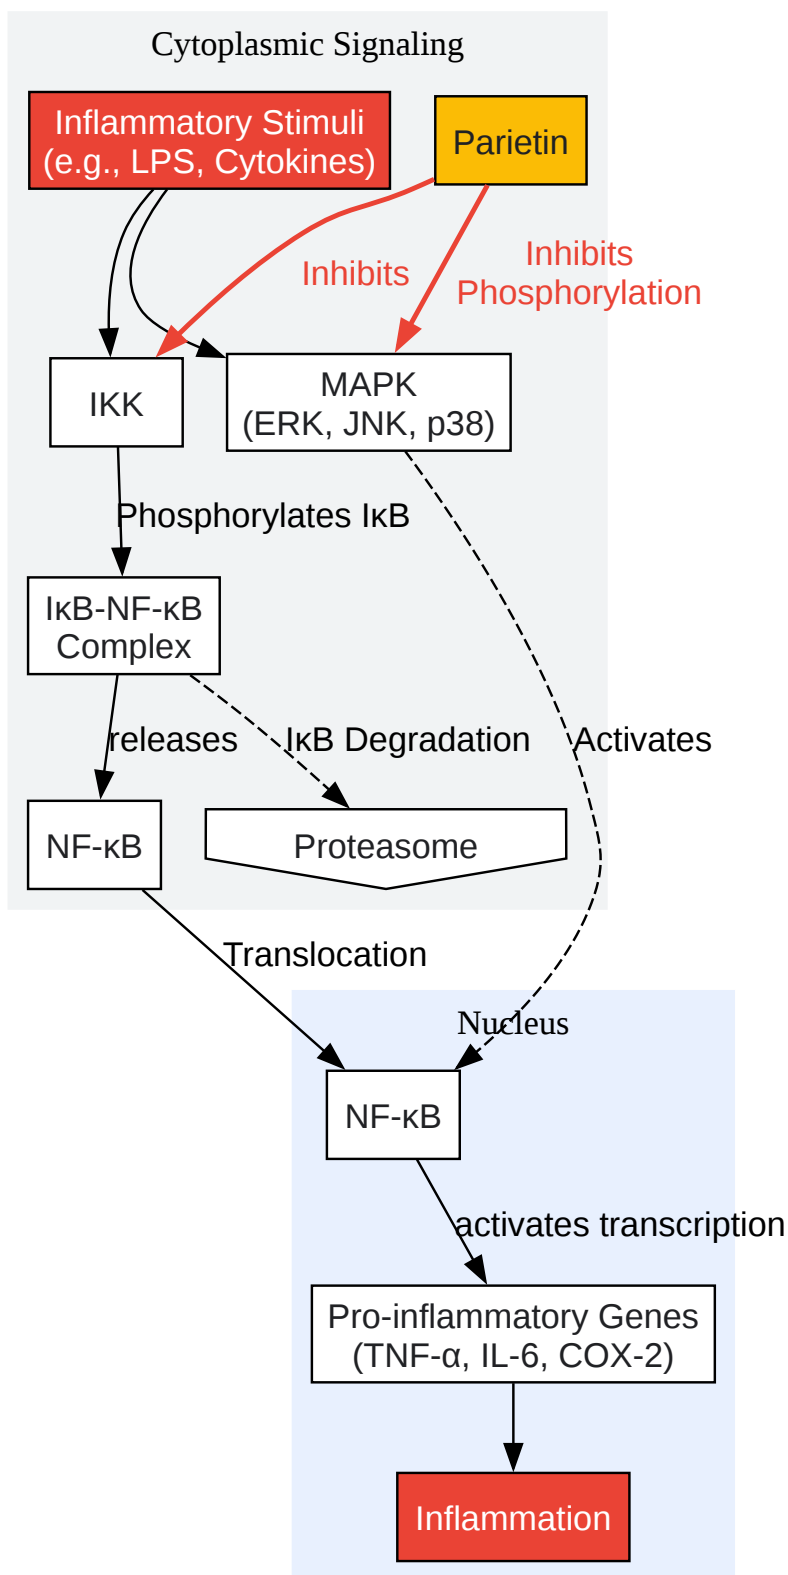 Cytoplasmic Signaling
Inflammatory Stimuli
(e.g., LPS, Cytokines)
Parietin
Inhibits
Inhibits
Phosphorylation
IKK
MAPK
(ERK, JNK, p38)
Phosphorylates IκB
IκB-NF-κB
Complex
releases
IκB Degradation
Activates
NF-κB
Proteasome
Translocation
Nucleus
NF-κB
activates transcription
Pro-inflammatory Genes
(TNF-α, IL-6, COX-2)
Inflammation